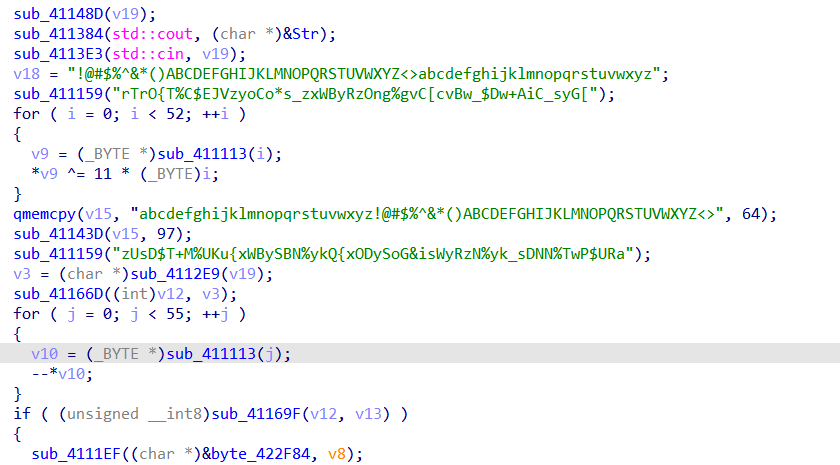 sub_41148D(v19);
sub_411384(std::cout, (char *)&Str);
sub_4113E3(std::cin, v19);
v18 = "!@#$%^&*()ABCDEFGHIJKLMNOPQRSTUVWXYZ<>abcdefghijklmnopqrstuvwxyz";
sub_411159("rTrO{T%C$EJVzyoCo*s_zxWByRzOng%gvC[cvBw_$Dw+AiC_syG[");
for ( i = 0; i < 52; ++i )
{
v9 = (_BYTE *)sub_411113(i);
*v9 ^= 11 * (_BYTE)i;
}
qmemcpy(v15, "abcdefghijklmnopqrstuvwxyz!@#$%^&*()ABCDEFGHIJKLMNOPQRSTUVWXYZ<>", 64);
sub_41143D(v15, 97);
sub_411159("zUsD$T+M%UKu{xWBySBN%ykQ{xODySoG&isWyRzN%yk_sDNN%TwP$URa");
v3 = (char *)sub_4112E9(v19);
sub_41166D((int)v12, v3);
for ( j = 0; j < 55; ++j )
{
v10 = (_BYTE *)sub_411113(j);
--*v10;
}
if ( (unsigned __int8)sub_41169F(v12, v13) )
{
sub_4111EF((char *)&byte_422F84, v8);